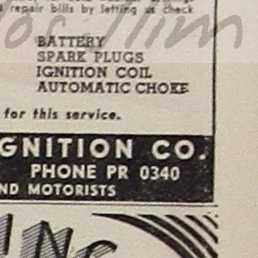 d repair bills by letting us check
BATTERY
SPARK PLUGS
IGNITION COIL
AUTOMATIC CHOKE
for this service.
GNITION CO.
PHONE PR 0340
ND MOTORISTS
ING